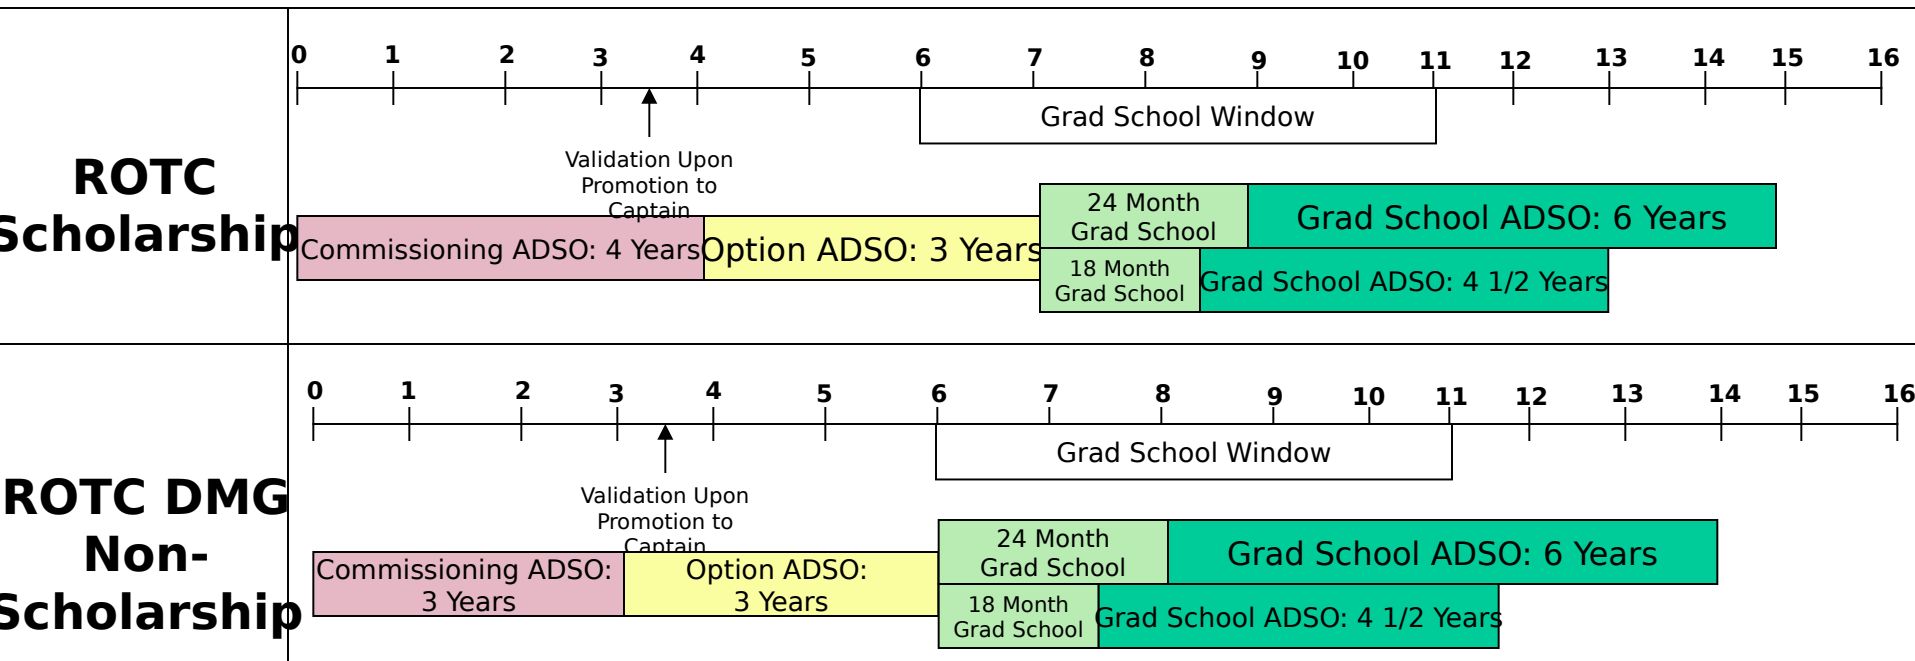 0 1 2 3 4 5 6 7 8 9 10 11 12 13 14 15 16
Grad School Window
Validation Upon
Promotion to
Captain
ROTC
Scholarship
Commissioning ADSO: 4 Years
Option ADSO: 3 Years
24 Month
Grad School
Grad School ADSO: 6 Years
18 Month
Grad School
Grad School ADSO: 4 1/2 Years
0 1 2 3 4 5 6 7 8 9 10 11 12 13 14 15 16
Grad School Window
Validation Upon
Promotion to
Captain
ROTC DMG
Non-
Scholarship
Commissioning ADSO:
3 Years
Option ADSO:
3 Years
24 Month
Grad School
Grad School ADSO: 6 Years
18 Month
Grad School
Grad School ADSO: 4 1/2 Years